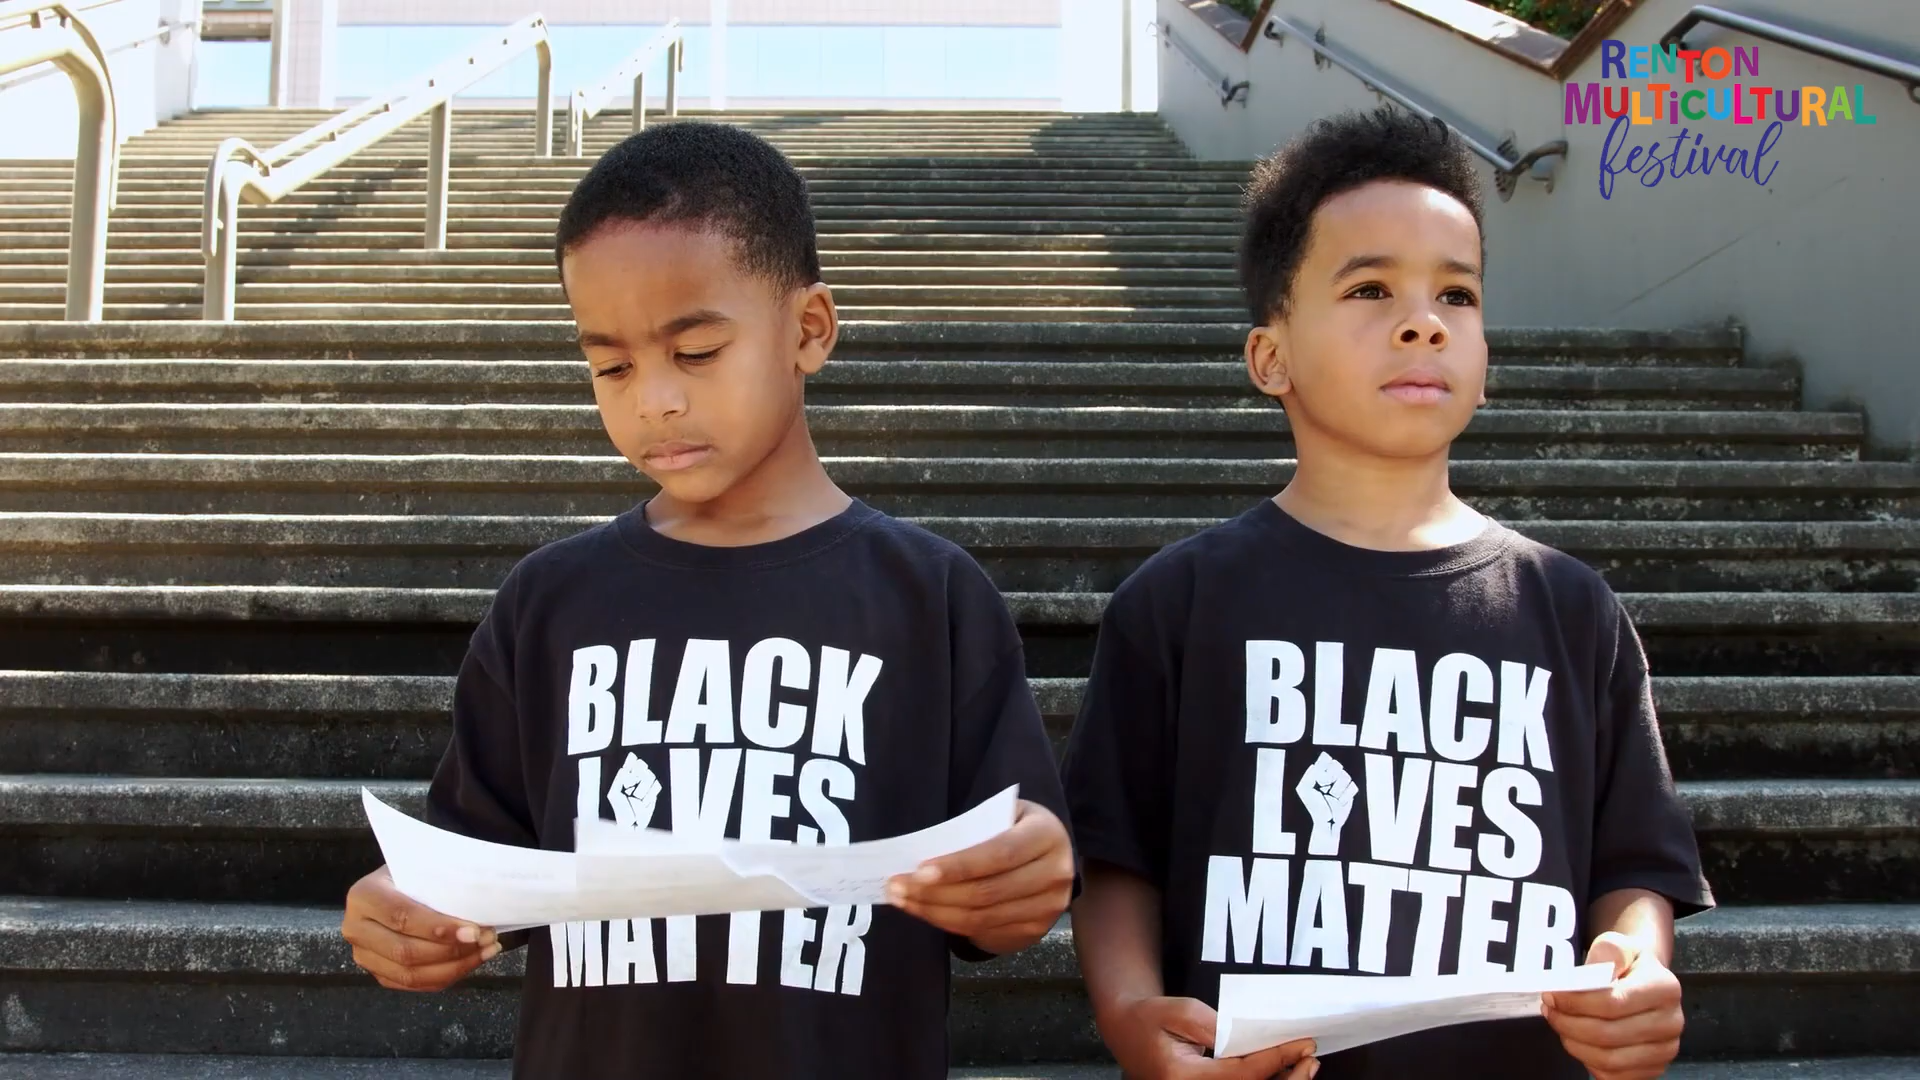 RENTON
MULTiCULTURAL
festival
BLACK
LIVES
MATTER
BLACK
LIVES
MATTER